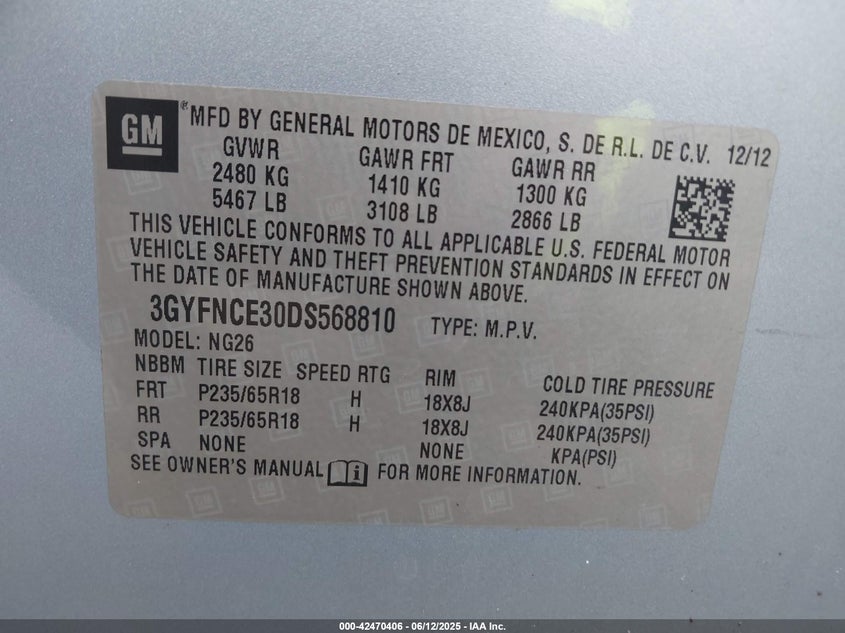 GM ® MFD BY GENERAL MOTORS DE MEXICO, S. DE R.L. DE C.V. 12/12
GVWR GAWR FRT GAWR RR
2480 KG 1410 KG 1300 KG
5467 LB 3108 LB 2866 LB
THIS VEHICLE CONFORMS TO ALL APPLICABLE U.S. FEDERAL MOTOR
VEHICLE SAFETY AND THEFT PREVENTION STANDARDS IN EFFECT ON
THE DATE OF MANUFACTURE SHOWN ABOVE.
3GYFNCE30DS568810 TYPE: M.P.V.
MODEL: NG26
NBBM TIRE SIZE SPEED RTG RIM COLD TIRE PRESSURE
FRT P235/65R18 H 18X8J 240KPA(35PSI)
RR P235/65R18 H 18X8J 240KPA(35PSI)
SPA NONE NONE KPA(PSI)
SEE OWNER'S MANUAL i FOR MORE INFORMATION.
000-42470406 - 06/12/2025 - IAA Inc.